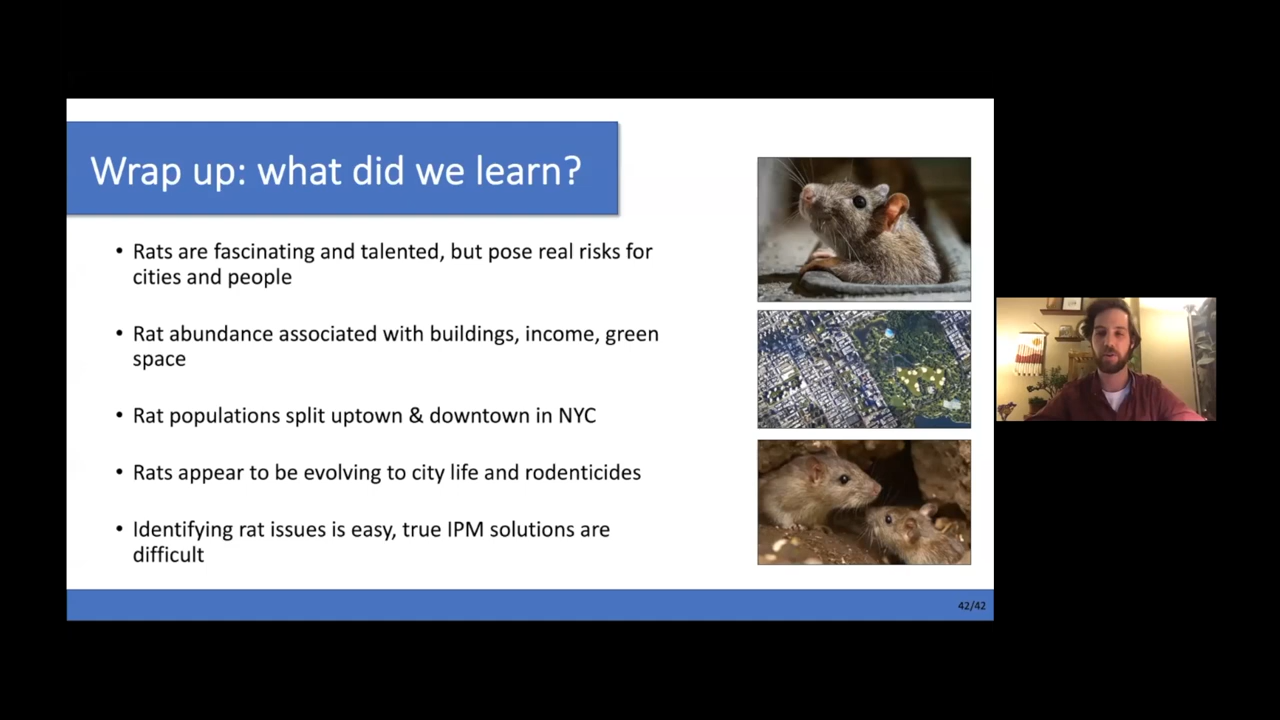 Wrap up: what did we learn?
• Rats are fascinating and talented, but pose real risks for
cities and people
• Rat abundance associated with buildings, income, green
space
• Rat populations split uptown & downtown in NYC
• Rats appear to be evolving to city life and rodenticides
• Identifying rat issues is easy, true IPM solutions are
difficult
42/42